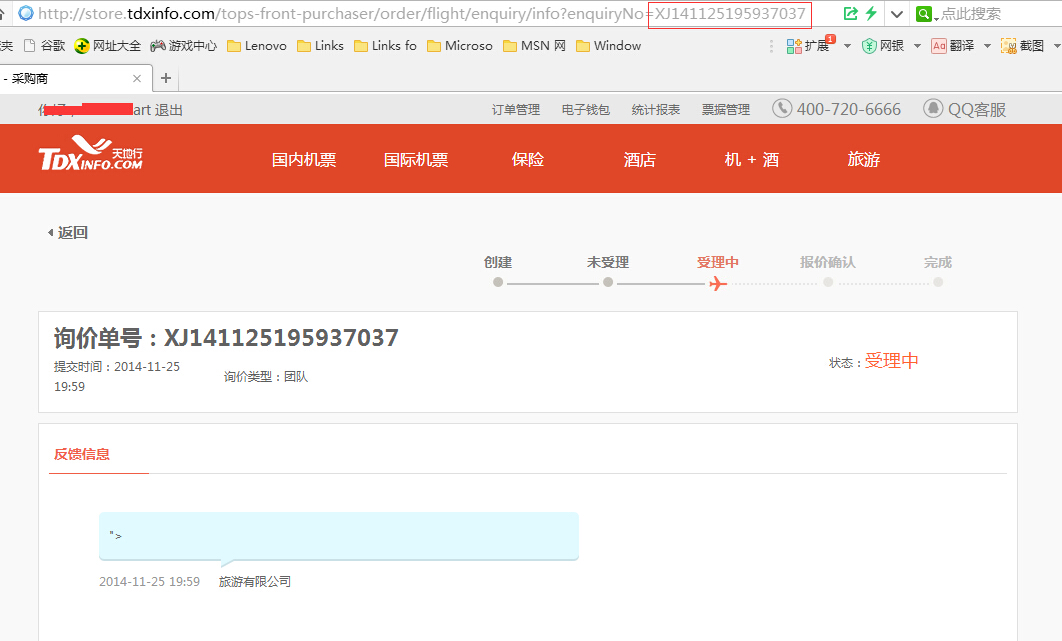 http://store.tdxinfo.com/tops-front-purchaser/order/flight/enquiry/info?enquiryNo=XJ141125195937037 点此搜索
夹 谷歌 网址大全 游戏中心 Lenovo Links Links fo Microso MSN 网 Window 扩展 1 网银 Aa 翻译 截图
- 采购商
art 退出 订单管理 电子钱包 统计报表 票据管理 400-720-6666 QQ客服
TDXINFO.COM 天地行 国内机票 国际机票 保险 酒店 机 + 酒 旅游
返回
创建 未受理 受理中 报价确认 完成
询价单号：XJ141125195937037
提交时间：2014-11-25
19:59
询价类型：团队
状态：受理中
反馈信息
">
2014-11-25 19:59 旅游有限公司